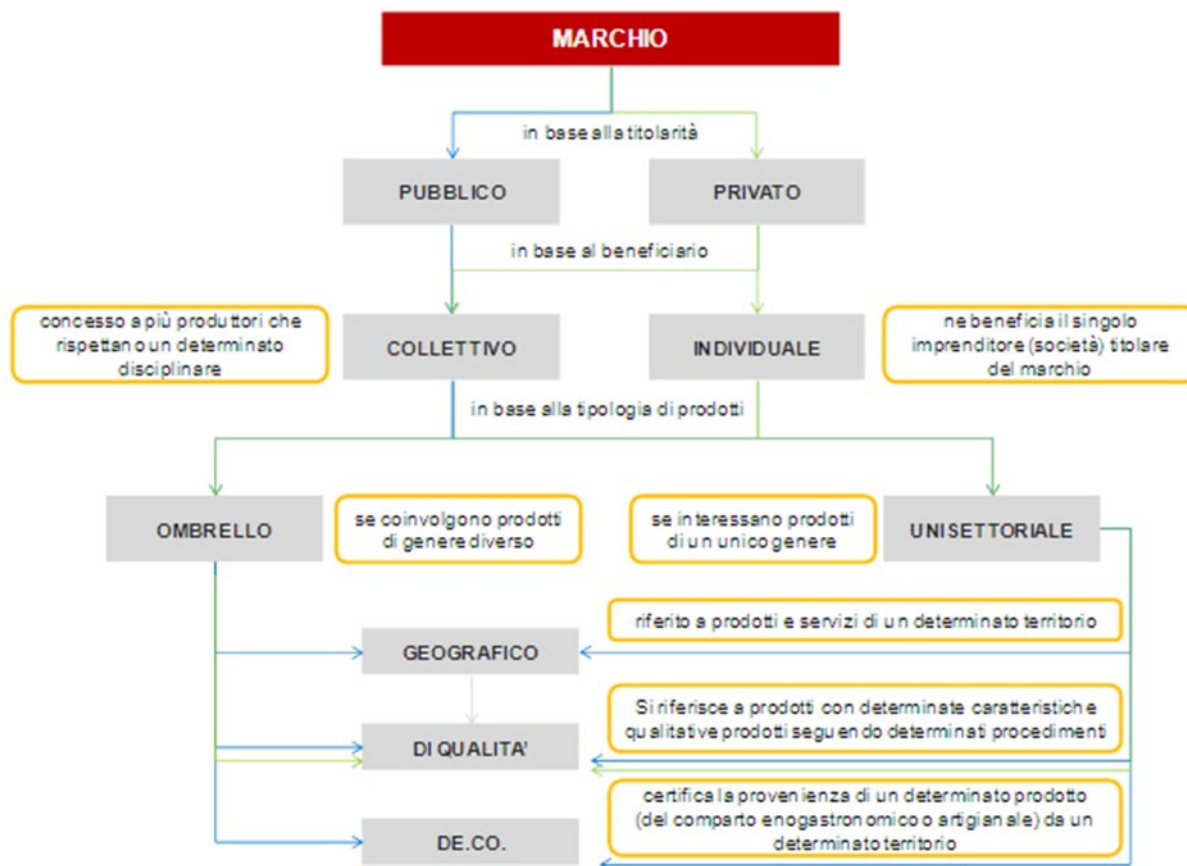 MARCHIO
in base alla titolarità
PUBBLICO
PRIVATO
in base al beneficiario
concesso a più produttori che
rispettano un determinato
disciplinare
COLLETTIVO
INDIVIDUALE
ne beneficia il singolo
imprenditore (società) titolare
del marchio
in base alla tipologia di prodotti
OMBRELLO
se coinvolgono prodotti
di genere diverso
se interessano prodotti
di un unico genere
UNISETTORIALE
riferito a prodotti e servizi di un determinato territorio
GEOGRAFICO
Si riferisce a prodotti con determinate caratteristiche
qualitative prodotti seguendo determinati procedimenti
DI QUALITA'
certifica la provenienza di un determinato prodotto
(del comparto enogastronomico o artigianale) da un
determinato territorio
DE.CO.